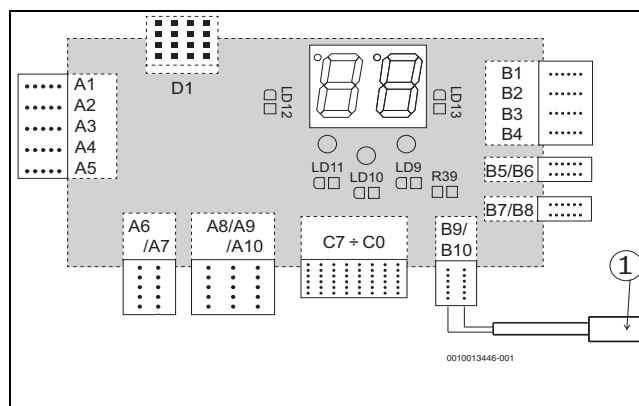 A1
A2
A3
A4
A5
D1
LD12
LD13
B1
B2
B3
B4
B5/B6
B7/B8
LD11
LD10
LD9
R39
A6
/A7
A8/A9
/A10
C7 ÷ C0
B9/
B10
1
0010013446-001